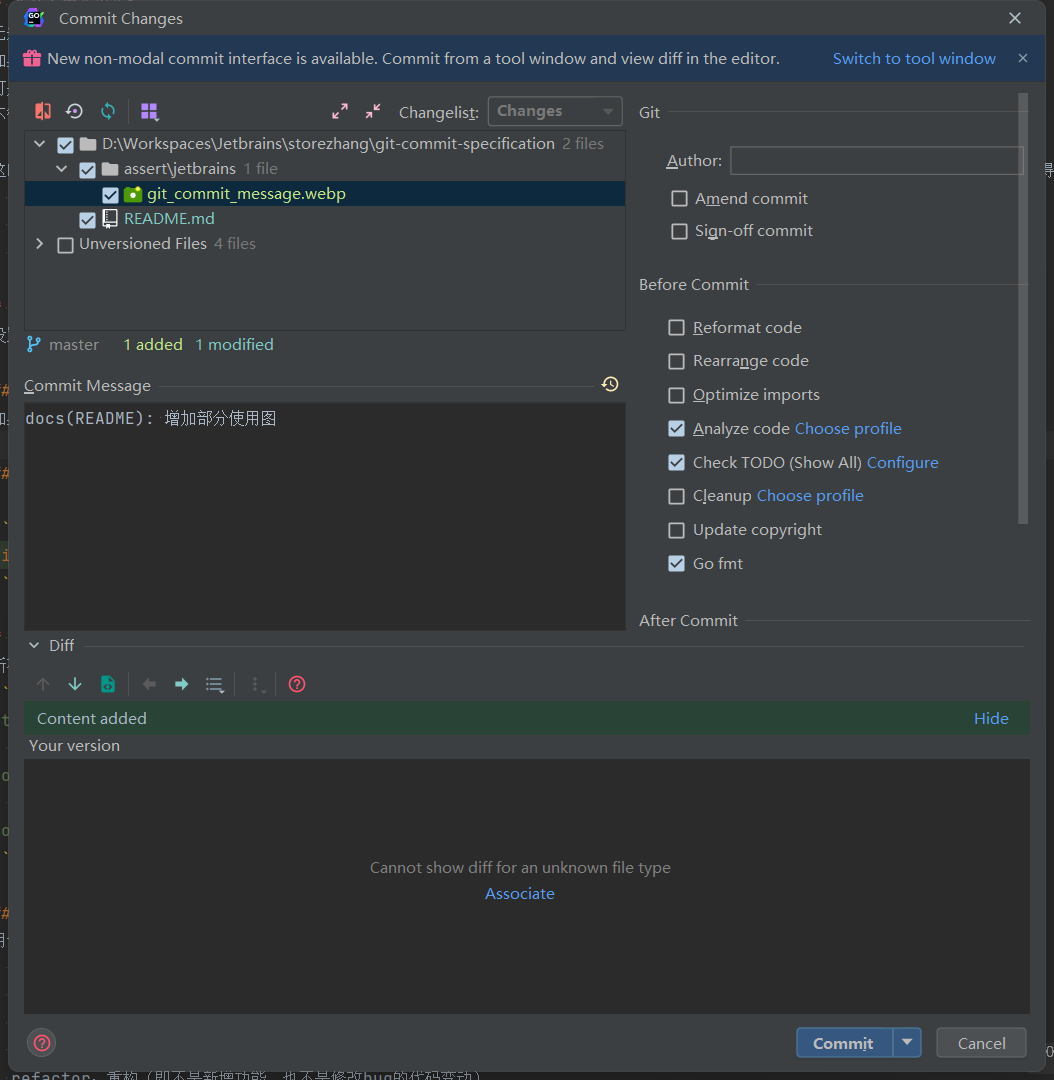 Commit Changes
New non-modal commit interface is available. Commit from a tool window and view diff in the editor. Switch to tool window
Changelist: Changes
D:\Workspaces\Jetbrains\storezhang\git-commit-specification 2 files
assert\jetbrains 1 file
git_commit_message.webp
README.md
Unversioned Files 4 files
master 1 added 1 modified
Commit Message
docs(README): 增加部分使用图
Git
Author:
Amend commit
Sign-off commit
Before Commit
Reformat code
Rearrange code
Optimize imports
Analyze code Choose profile
Check TODO (Show All) Configure
Cleanup Choose profile
Update copyright
Go fmt
After Commit
Diff
Content added Hide
Your version
Cannot show diff for an unknown file type
Associate
Commit Cancel
refactor: 重构（即不是新增功能，也不是修改bug的代码变动）